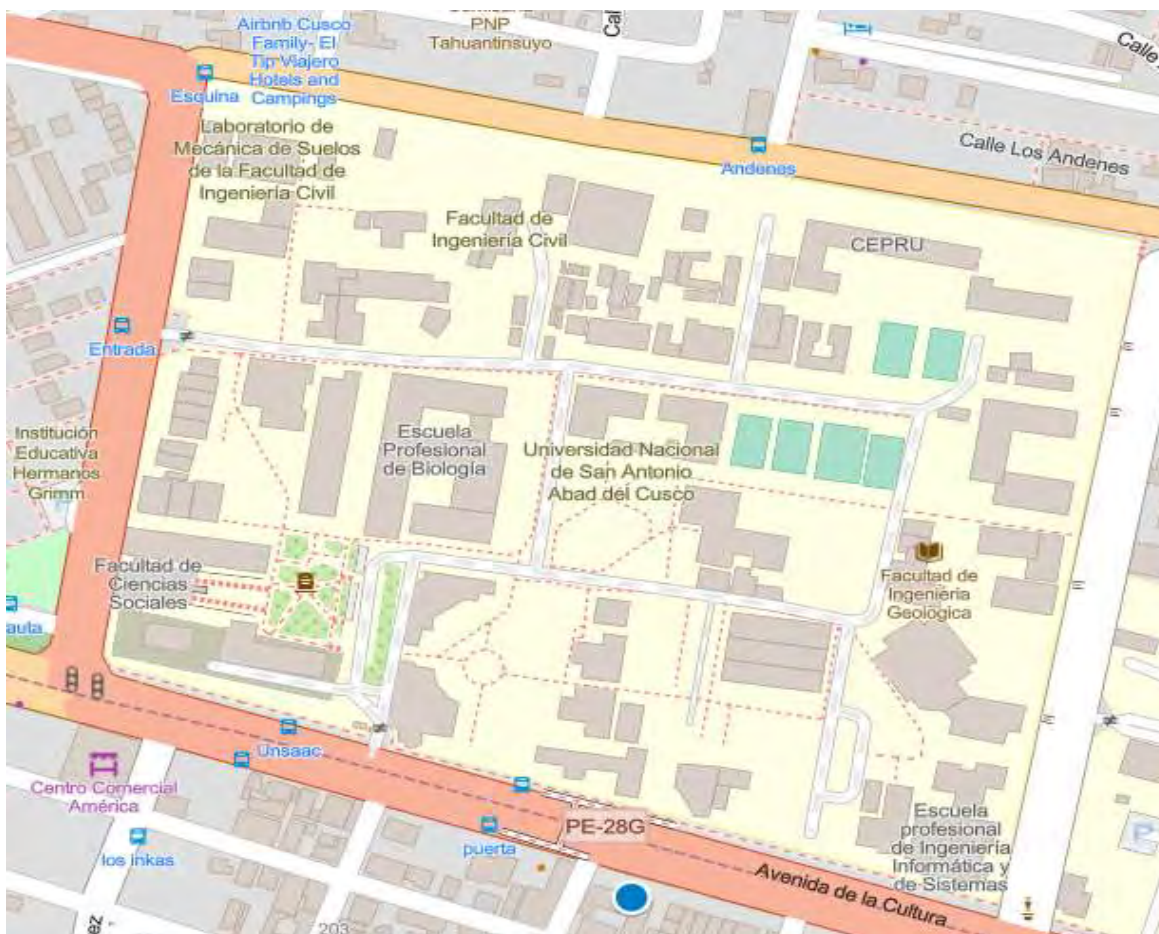 PNP
Tahuantinsuyo
Airbnb Cusco
Family- El
Tip Viajero
Hotels and
Campings
Esquina
Laboratorio de
Mecánica de Suelos
de la Facultad de
Ingeniería Civil
Andenes
Calle Los Andenes
Facultad de
Ingeniería Civil
CEPRU
Entrada
Institución
Educativa
Hermanos
Grimm
Escuela
Profesional
de Biología
Universidad Nacional
de San Antonio
Abad del Cusco
Facultad de
Ciencias
Sociales
Facultad de
Ingeniería
Geológica
Unsaac
Centro Comercial
América
los inkas
puerta
PE-28G
Escuela
profesional
de Ingeniería
Informática y
de Sistemas
Avenida de la Cultura
203
P